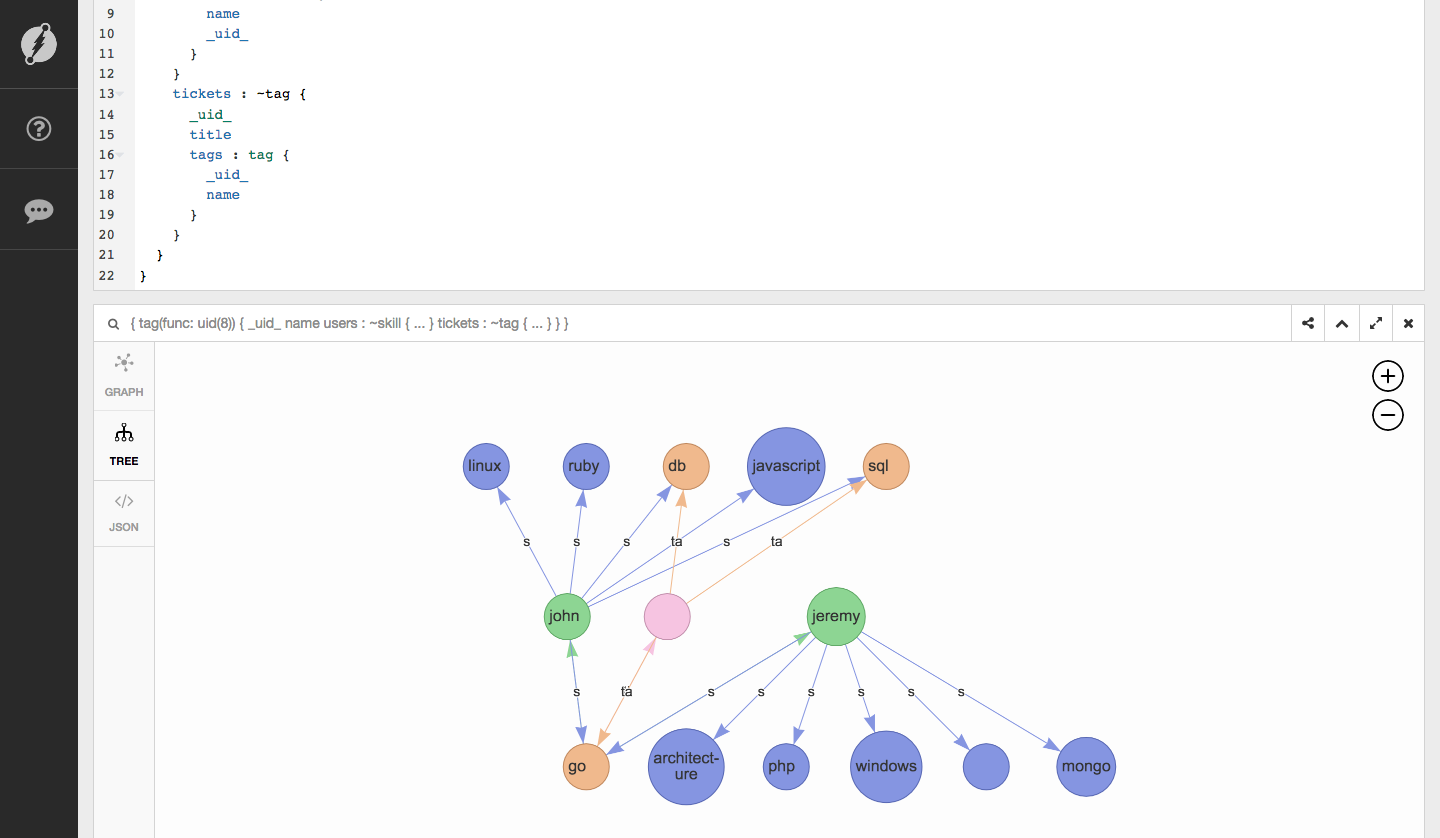 9 name
10 _uid_
11 }
12 }
13 tickets : ~tag {
14 _uid_
15 title
16 tags : tag {
17 _uid_
18 name
19 }
20 }
21 }
22 }
{ tag(func: uid(8)) { _uid_ name users : ~skill { ... } tickets : ~tag { ... } } }
GRAPH
TREE
</> JSON
linux ruby db javascript sql
s s s ta s ta
john jeremy
s s s s s s s
go architect-
ure php windows mongo